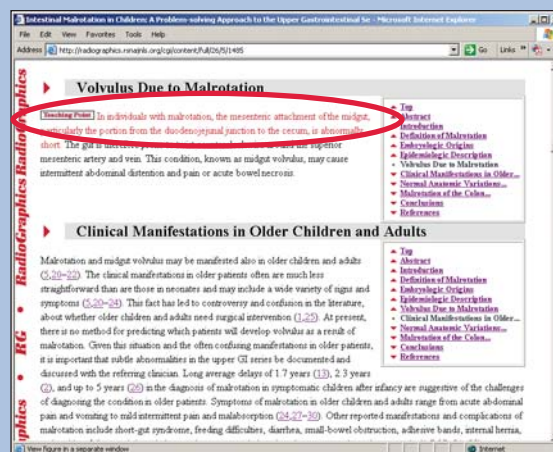 Intestinal Malrotation in Children: A Problem-solving Approach to the Upper Gastrointestinal Se - Microsoft Internet Explorer
File Edit View Favorites Tools Help
Address http://radiographics.rsnajnls.org/cgi/content/full/26/5/1485 Go Links »
RadioGraphics RadioGraphics
RG
Volvulus Due to Malrotation
Teaching Point In individuals with malrotation, the mesenteric attachment of the midgut,
particularly the portion from the duodenojejunal junction to the cecum, is abnormally
short. The gut is therefore prone to twist superior
mesenteric artery and vein. This condition, known as midgut volvulus, may cause
intermittent abdominal distention and pain or acute bowel necrosis.
Top
Abstract
Introduction
Definition of Malrotation
Embryologic Origins
Epidemiologic Description
Volvulus Due to Malrotation
Clinical Manifestations in Older...
Normal Anatomic Variations...
Malrotation of the Colon...
Conclusions
References
Clinical Manifestations in Older Children and Adults
Malrotation and midgut volvulus may be manifested also in older children and adults
(5,20–22). The clinical manifestations in older patients often are much less
straightforward than are those in neonates and may include a wide variety of signs and
symptoms (5,20–24). This fact has led to controversy and confusion in the literature,
about whether older children and adults need surgical intervention (1,25). At present,
there is no method for predicting which patients will develop volvulus as a result of
malrotation. Given this situation and the often confusing manifestations in older patients,
it is important that subtle abnormalities in the upper GI series be documented and
discussed with the referring clinician. Long average delays of 1.7 years (13), 2.3 years
(2), and up to 5 years (26) in the diagnosis of malrotation in symptomatic children after infancy are suggestive of the challenges
of diagnosing the condition in older patients. Symptoms of malrotation in older children and adults range from acute abdominal
pain and vomiting to mild intermittent pain and malabsorption (24,27–30). Other reported manifestations and complications of
malrotation include short-gut syndrome, feeding difficulties, diarrhea, small-bowel obstruction, adhesive bands, internal hernia,
Top
Abstract
Introduction
Definition of Malrotation
Embryologic Origins
Epidemiologic Description
Volvulus Due to Malrotation
Clinical Manifestations in Older...
Normal Anatomic Variations...
Malrotation of the Colon...
Conclusions
References
View figure in a separate window Internet